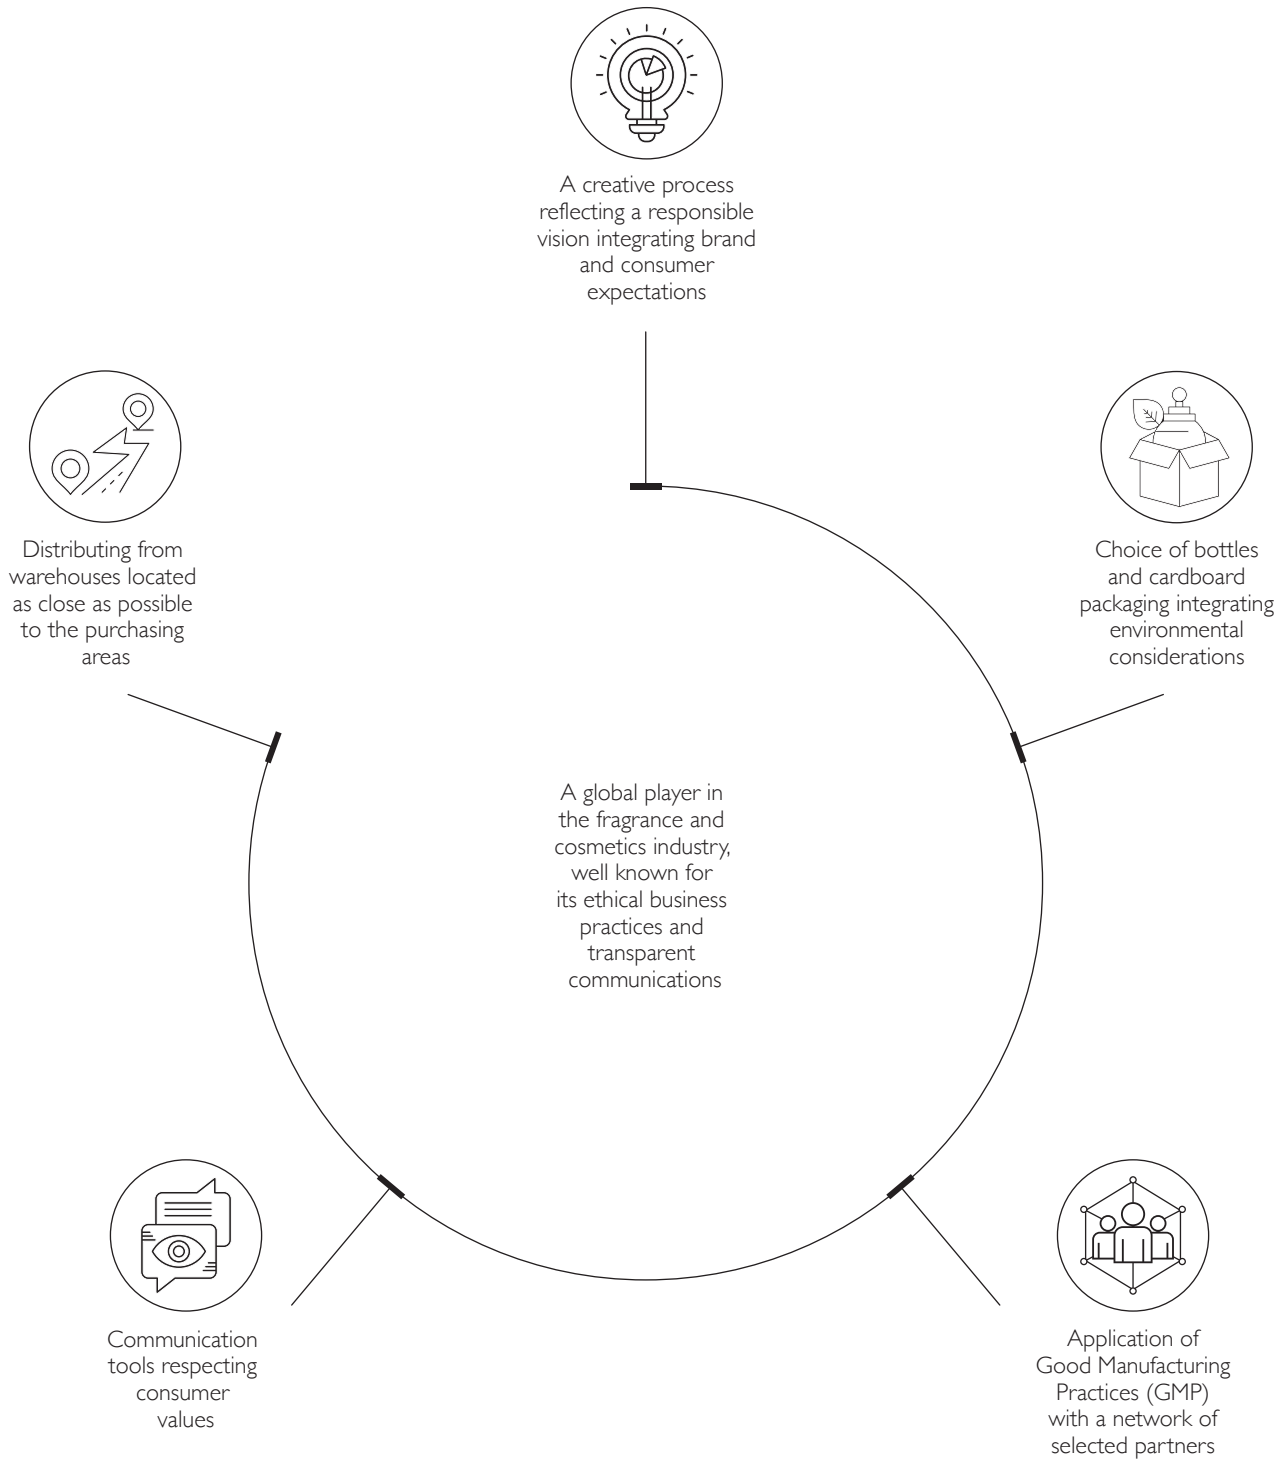 A creative process
reflecting a responsible
vision integrating brand
and consumer
expectations
Distributing from
warehouses located
as close as possible
to the purchasing
areas
Choice of bottles
and cardboard
packaging integrating
environmental
considerations
A global player in
the fragrance and
cosmetics industry,
well known for
its ethical business
practices and
transparent
communications
Communication
tools respecting
consumer
values
Application of
Good Manufacturing
Practices (GMP)
with a network of
selected partners